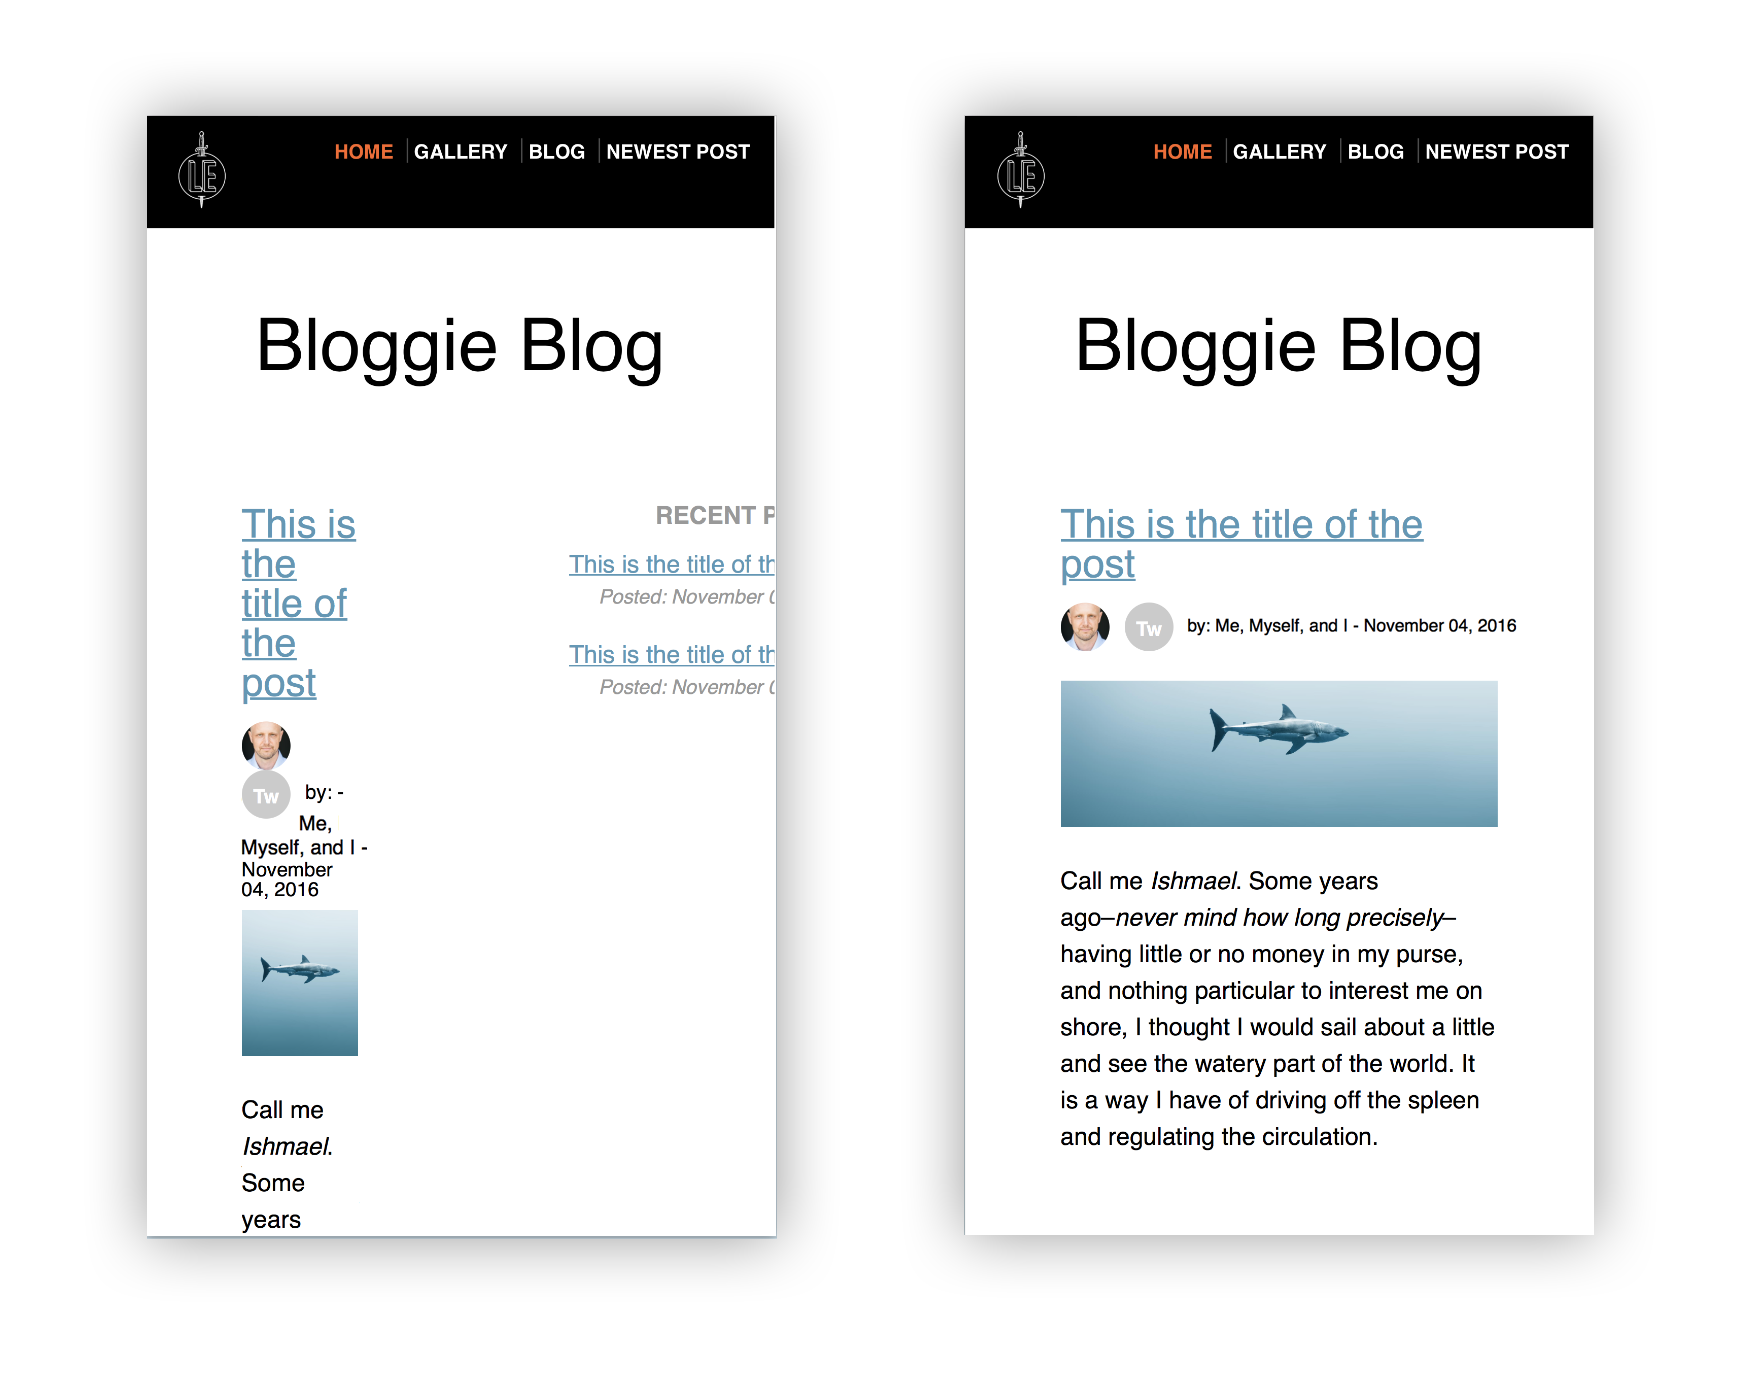 LE
HOME GALLERY BLOG NEWEST POST
Bloggie Blog
This is
the
title of
the
post
Tw by: -
Me,
Myself, and I -
November
04, 2016
Call me
Ishmael.
Some
years
RECENT P
This is the title of th
Posted: November 0
This is the title of th
Posted: November 0
LE
HOME GALLERY BLOG NEWEST POST
Bloggie Blog
This is the title of the
post
Tw by: Me, Myself, and I - November 04, 2016
Call me Ishmael. Some years
ago–never mind how long precisely–
having little or no money in my purse,
and nothing particular to interest me on
shore, I thought I would sail about a little
and see the watery part of the world. It
is a way I have of driving off the spleen
and regulating the circulation.